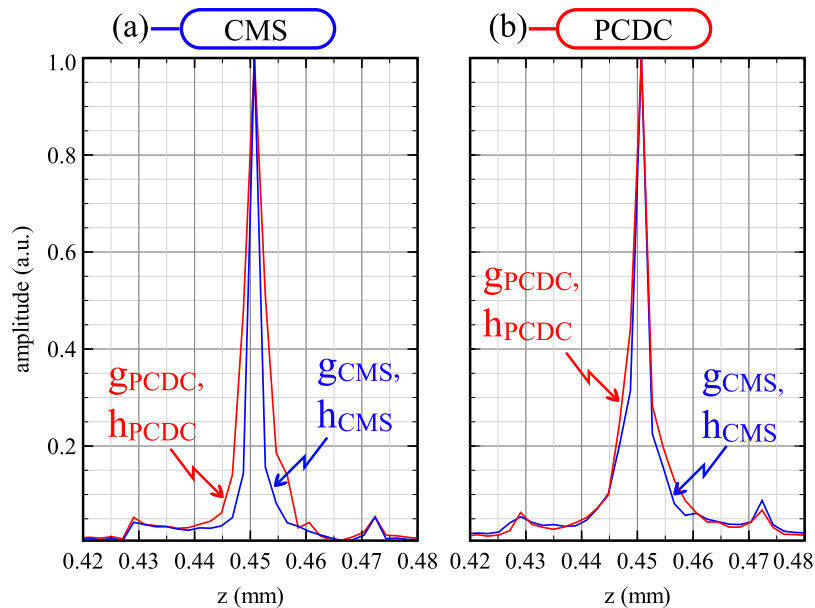 (a) CMS
(b) PCDC
1.0
0.8
0.6
0.4
0.2
amplitude (a.u.)
gPCDC,
hPCDC
gCMS,
hCMS
0.42 0.43 0.44 0.45 0.46 0.47 0.48
z (mm)
gPCDC,
hPCDC
gCMS,
hCMS
0.42 0.43 0.44 0.45 0.46 0.47 0.48
z (mm)